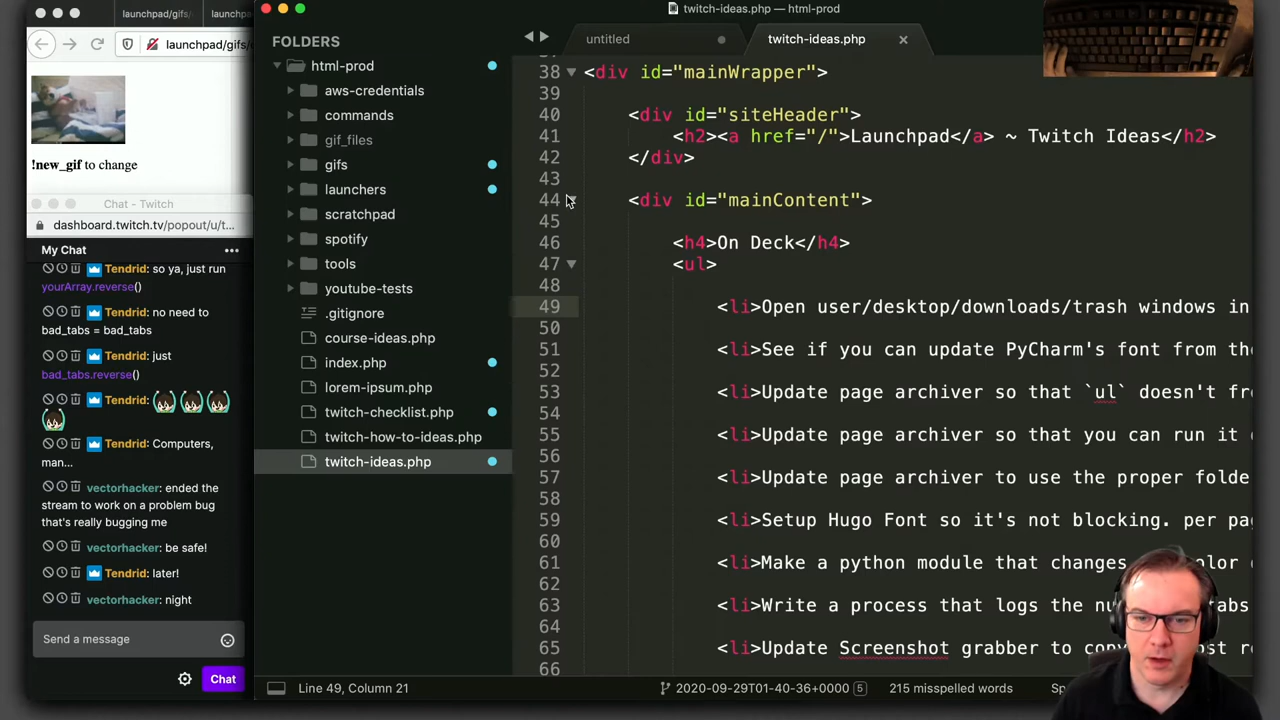 launchpad/gifs/
launchpad/
launchpad/gifs/
!new_gif to change
Chat - Twitch
dashboard.twitch.tv/popout/u/t...
My Chat
Tendrid: so ya, just run
yourArray.reverse()
Tendrid: no need to
bad_tabs = bad_tabs
Tendrid: just
bad_tabs.reverse()
Tendrid:
Tendrid: Computers,
man...
vectorhacker: ended the
stream to work on a problem bug
that's really bugging me
vectorhacker: be safe!
Tendrid: later!
vectorhacker: night
Send a message
Chat
twitch-ideas.php — html-prod
FOLDERS
html-prod
aws-credentials
commands
gif_files
gifs
launchers
scratchpad
spotify
tools
youtube-tests
.gitignore
course-ideas.php
index.php
lorem-ipsum.php
twitch-checklist.php
twitch-how-to-ideas.php
twitch-ideas.php
untitled
twitch-ideas.php
38 <div id="mainWrapper">
39
40 <div id="siteHeader">
41 <h2><a href="/">Launchpad</a> ~ Twitch Ideas</h2>
42 </div>
43
44 <div id="mainContent">
45
46 <h4>On Deck</h4>
47 <ul>
48
49 <li>Open user/desktop/downloads/trash windows in
50
51 <li>See if you can update PyCharm's font from the
52
53 <li>Update page archiver so that `ul` doesn't fr
54
55 <li>Update page archiver so that you can run it
56
57 <li>Update page archiver to use the proper folde
58
59 <li>Setup Hugo Font so it's not blocking. per pag
60
61 <li>Make a python module that changes
62
63 <li>Write a process that logs the
64
65 <li>Update Screenshot grabber to
66
Line 49, Column 21
2020-09-29T01-40-36+0000 5
215 misspelled words
Sp